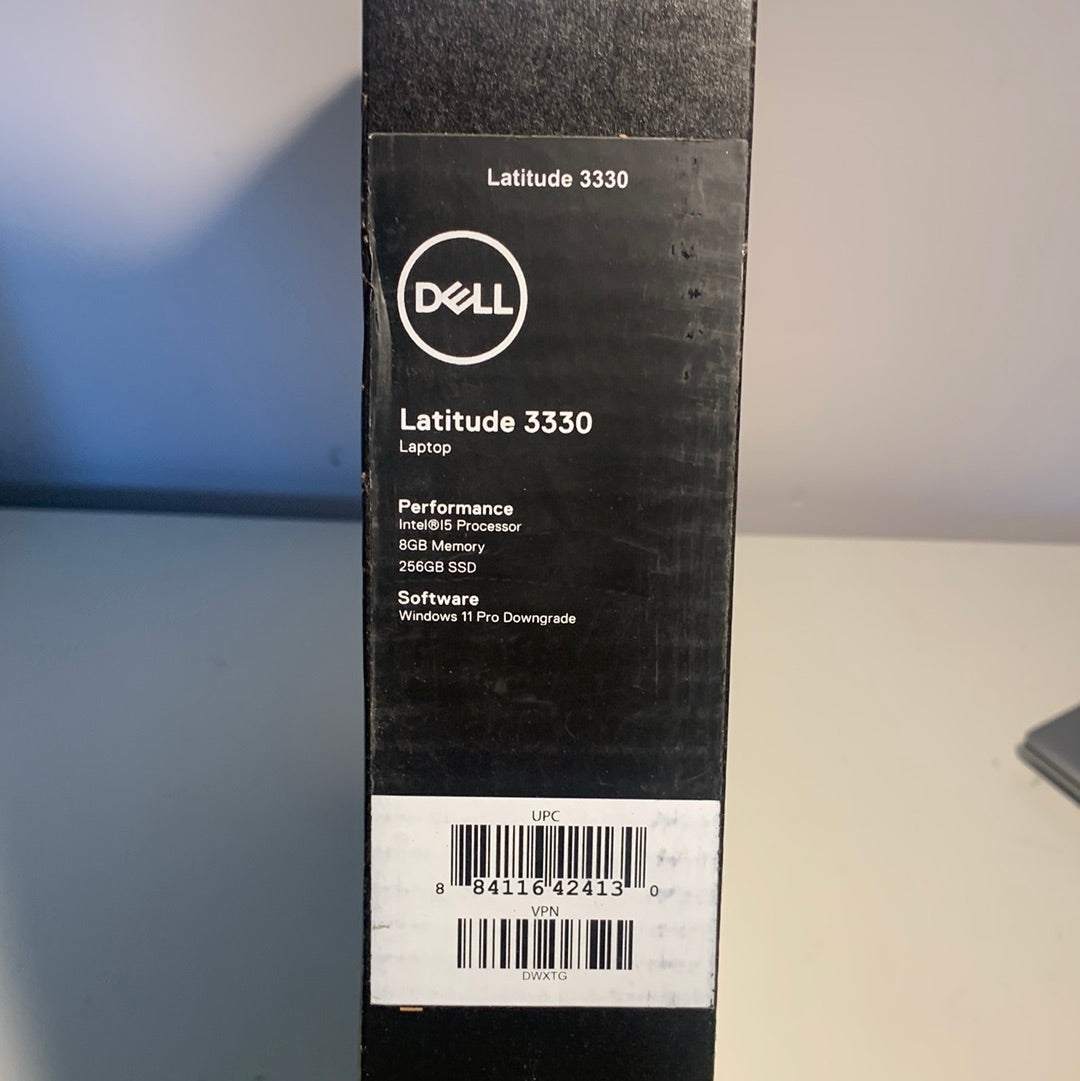 Latitude 3330
DELL
Latitude 3330
Laptop
Performance
Intel®I5 Processor
8GB Memory
256GB SSD
Software
Windows 11 Pro Downgrade
UPC
8 84116 42413 0
VPN
DWXTG